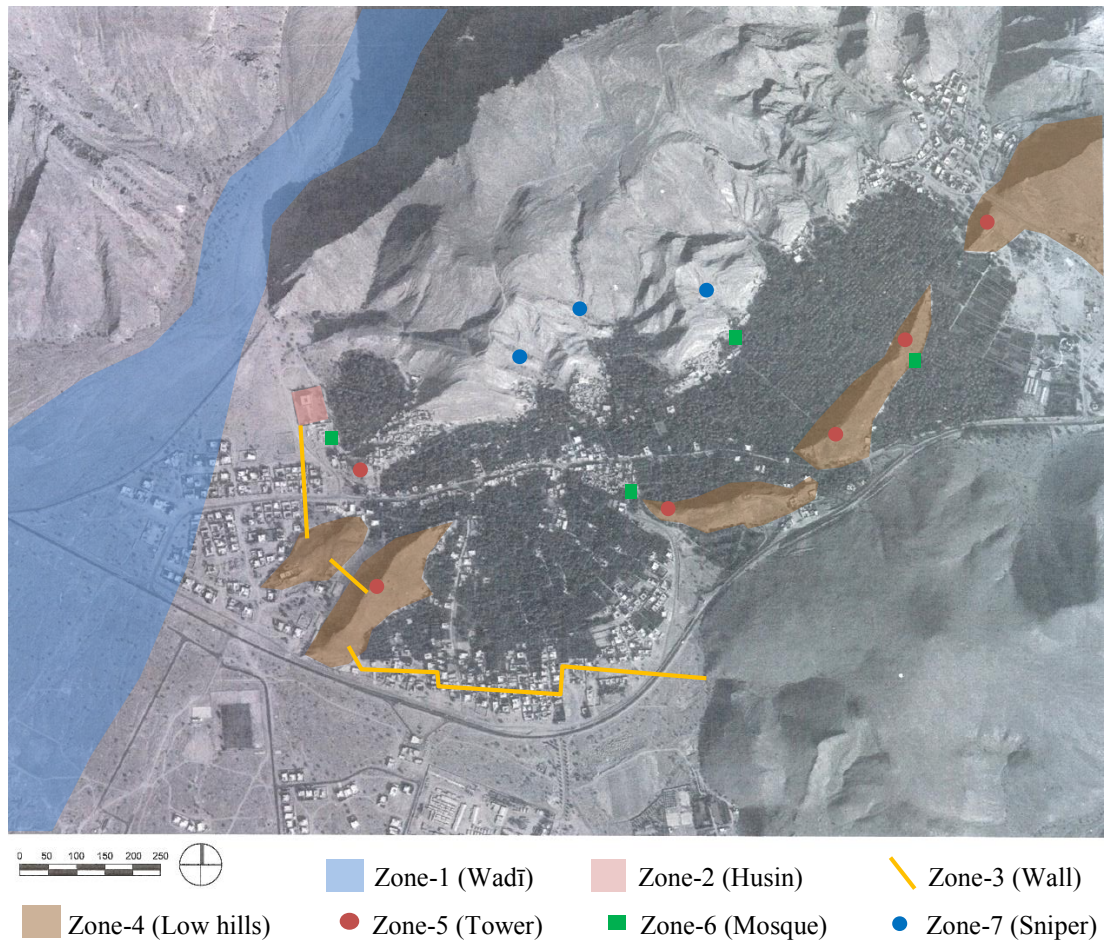 0 50 100 150 200 250
Zone-1 (Wadī) Zone-2 (Husin) Zone-3 (Wall)
Zone-4 (Low hills) Zone-5 (Tower) Zone-6 (Mosque) Zone-7 (Sniper)